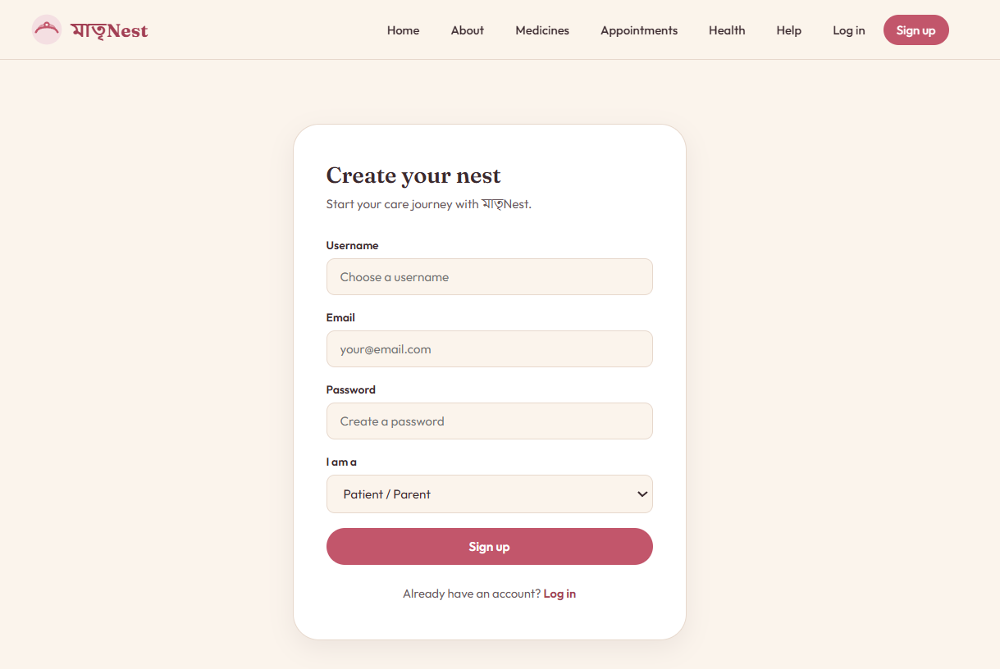 মাতৃNest
Home About Medicines Appointments Health Help Log in Sign up
Create your nest
Start your care journey with মাতৃNest.
Username
Choose a username
Email
your@email.com
Password
Create a password
I am a
Patient / Parent
Sign up
Already have an account? Log in